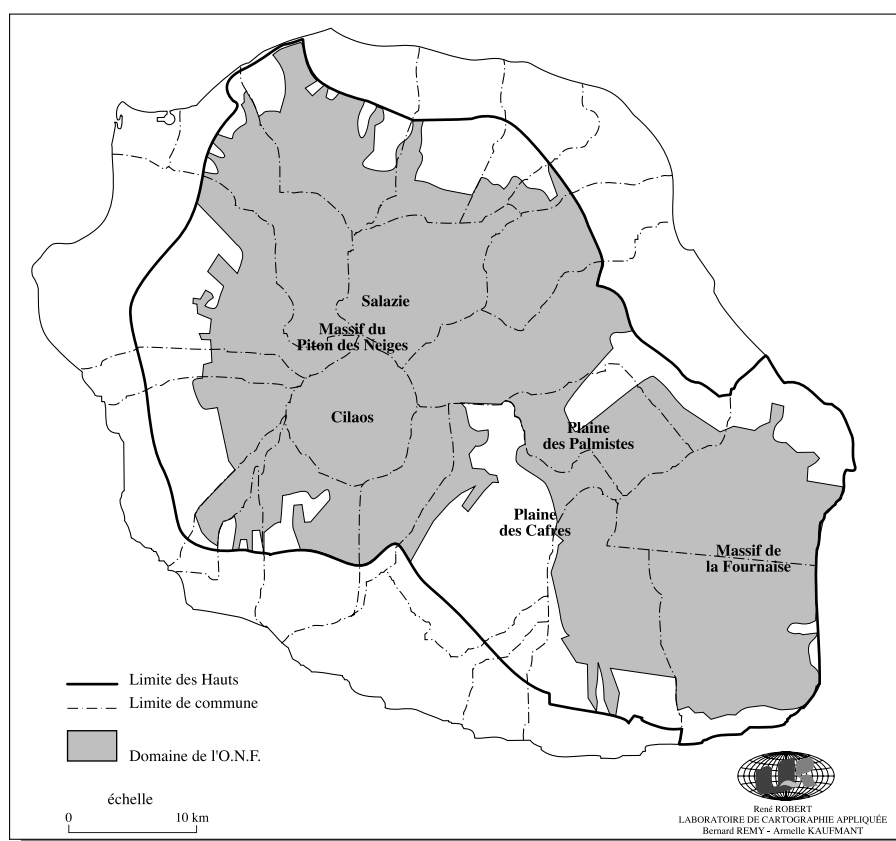 Salazie
Massif du
Piton des Neiges
Cilaos
Plaine
des Palmistes
Plaine
des Cafres
Massif de
la Fournaise
Limite des Hauts
Limite de commune
Domaine de l'O.N.F.
échelle
0 10 km
René ROBERT
LABORATOIRE DE CARTOGRAPHIE APPLIQUÉE
Bernard REMY - Armelle KAUFMANT